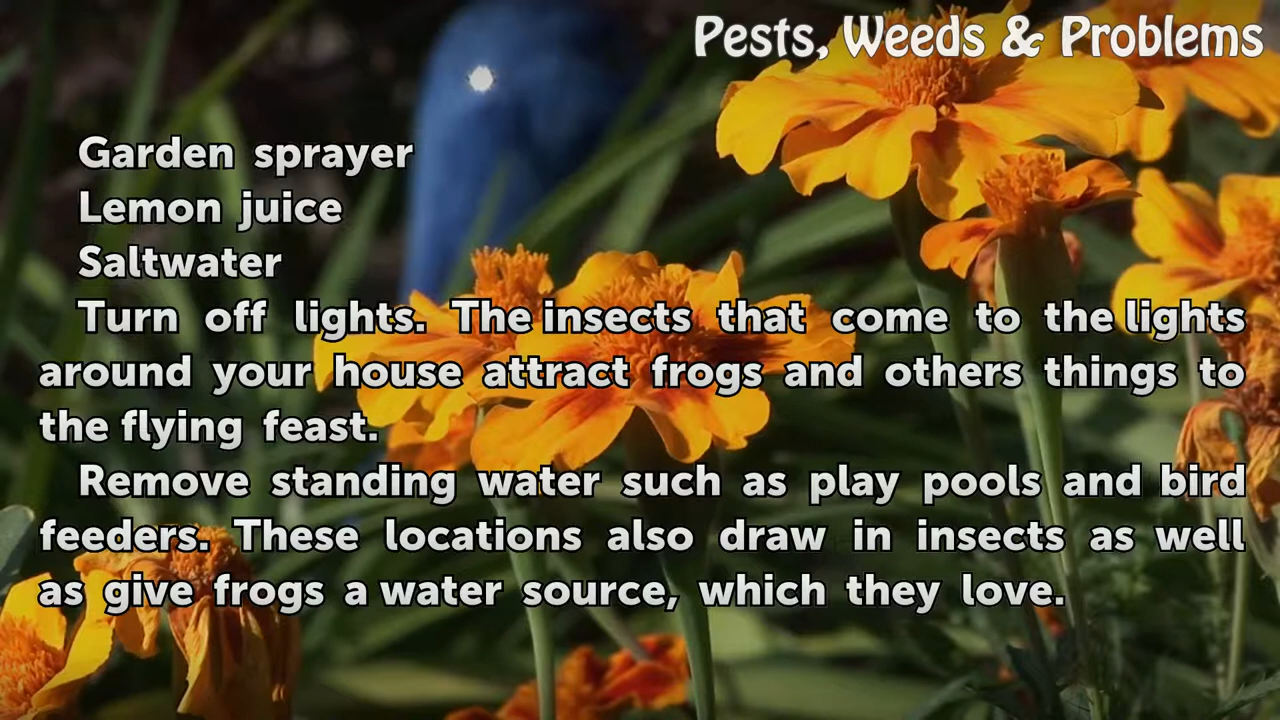 Pests, Weeds & Problems
Garden sprayer
Lemon juice
Saltwater
Turn off lights. The insects that come to the lights
around your house attract frogs and others things to
the flying feast.
Remove standing water such as play pools and bird
feeders. These locations also draw in insects as well
as give frogs a water source, which they love.